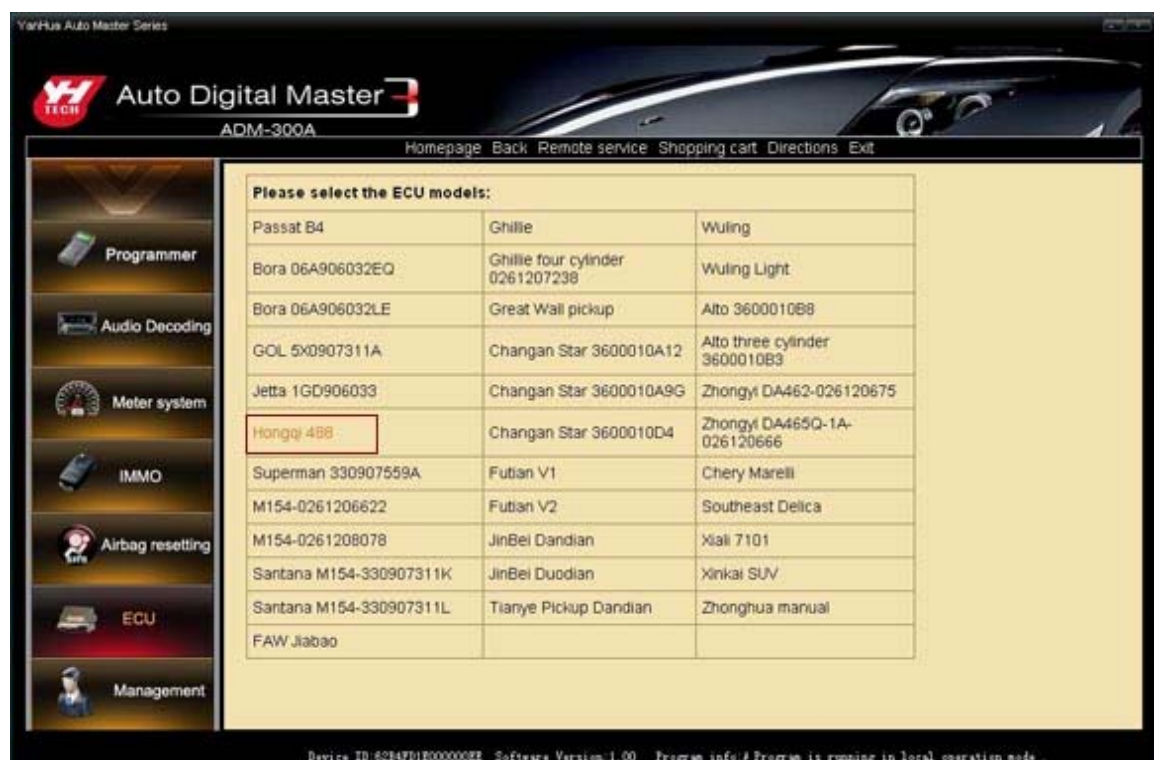 YanHua Auto Master Series
YH
TECH
Auto Digital Master 3
ADM-300A
Homepage Back Remote service Shopping cart Directions Exit
Programmer
Audio Decoding
Meter system
IMMO
Airbag resetting
ECU
Management
Please select the ECU models:
Passat B4 Ghillie Wuling
Bora 06A906032EQ Ghillie four cylinder 0261207238 Wuling Light
Bora 06A906032LE Great Wall pickup Alto 3600010B8
GOL 5X0907311A Changan Star 3600010A12 Alto three cylinder 3600010B3
Jetta 1GD906033 Changan Star 3600010A9G Zhongyi DA462-026120675
Hongqi 488 Changan Star 3600010D4 Zhongyi DA465Q-1A-026120666
Superman 330907559A Futian V1 Chery Marelli
M154-0261206622 Futian V2 Southeast Delica
M154-0261208078 JinBei Dandian Xiali 7101
Santana M154-330907311K JinBei Duodian Xinkai SUV
Santana M154-330907311L Tianye Pickup Dandian Zhonghua manual
FAW Jiabao
Software Version:1.00 Program info:# Program is running in local operation mode